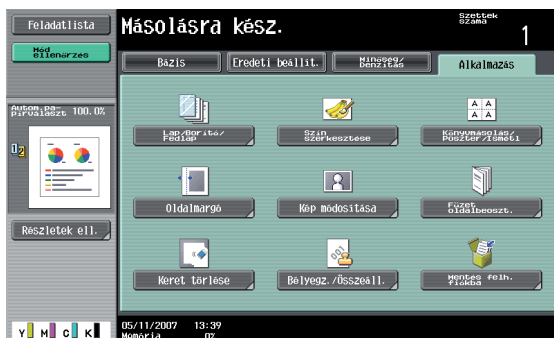 Feladatlista
Mód
ellenőrzés
Másolásra kész.
Szettek
száma
1
Bázis
Eredeti beállít.
Minőség/
Denzitás
Alkalmazás
Autom.pa-
pírválaszt 100.0%
Lap/Borító/
Fedlap
Szín
szerkesztése
Könyvmásolás/
Poszter/Ismétl
Oldalmargó
Kép módosítása
Füzet
oldalbeoszt.
Részletek ell.
Keret törlése
Bélyegz./Összeáll.
Mentés felh.
fiókba
Y M C K
05/11/2007 13:39
Memória 0%